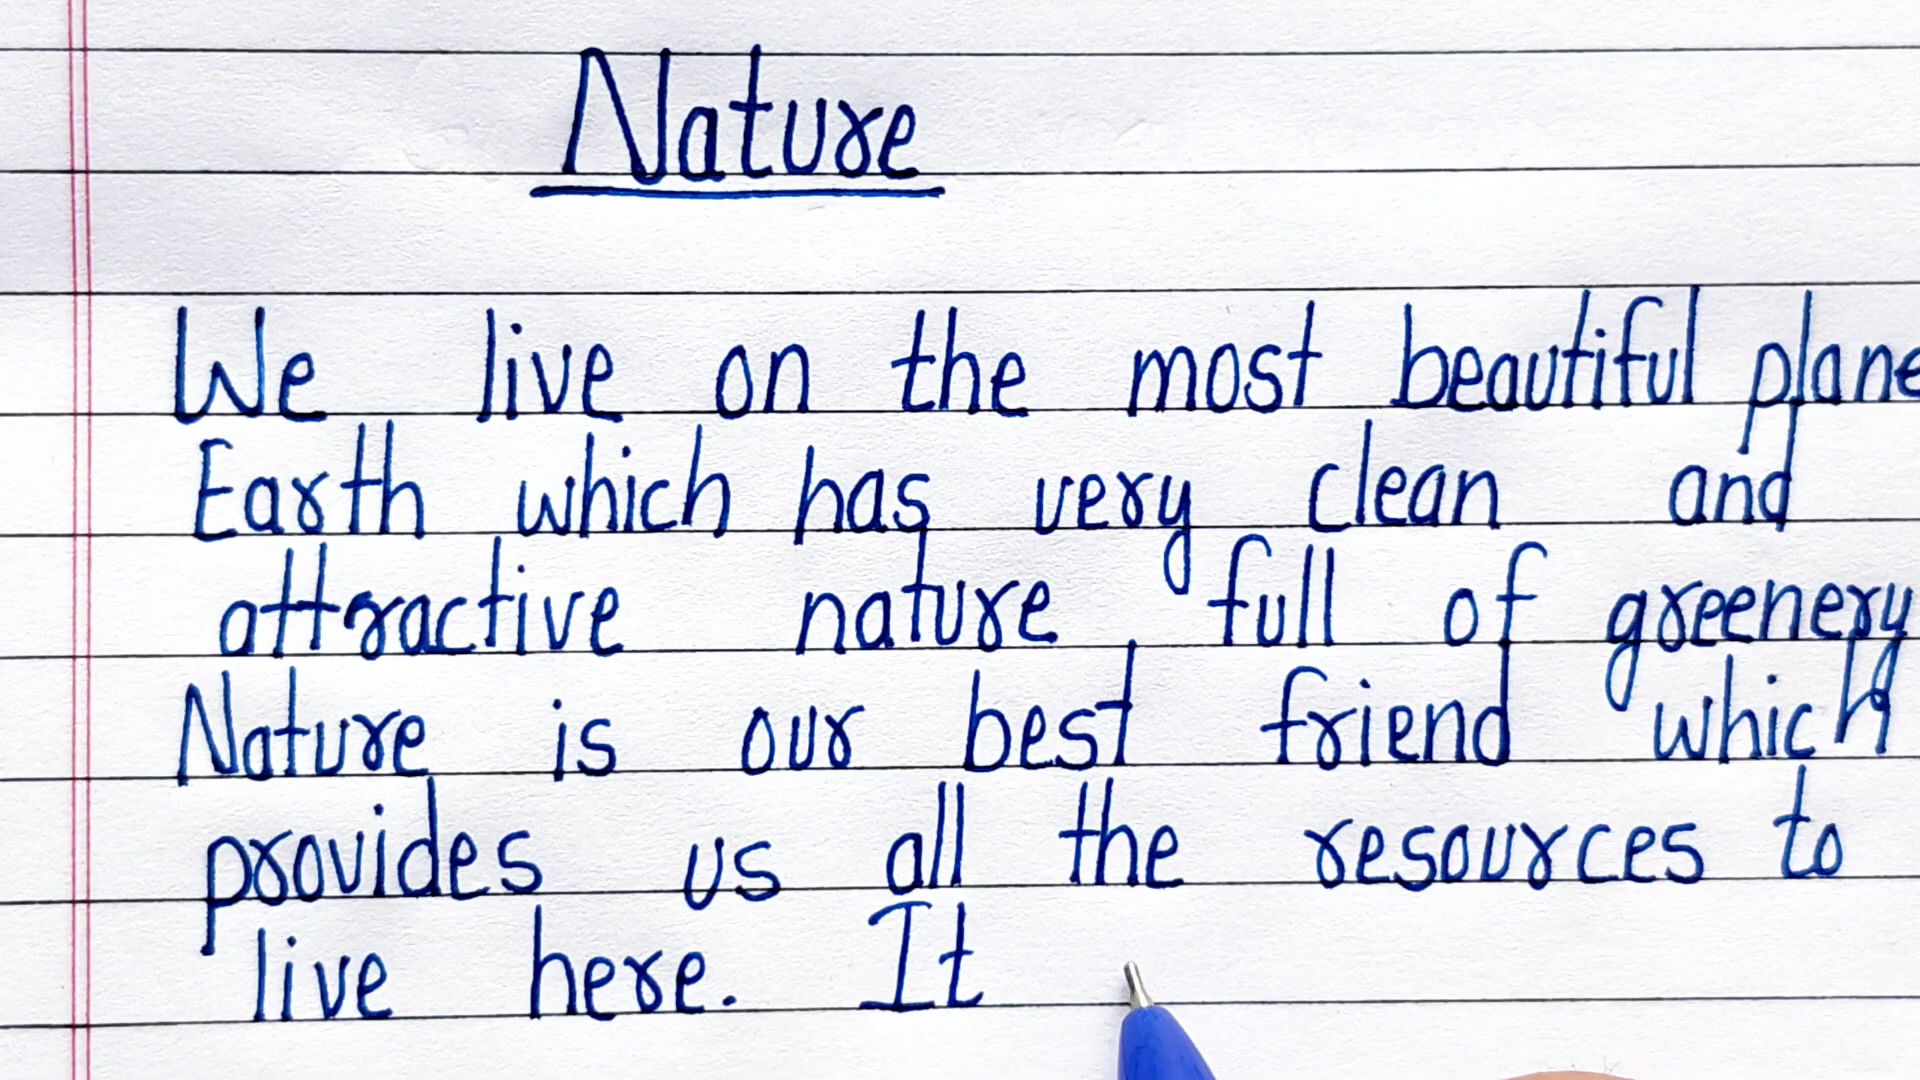 Nature
We live on the most beautiful plane
Earth which has very clean and
attractive nature, full of greenery
Nature is our best friend which
provides us all the resources to
live here. It